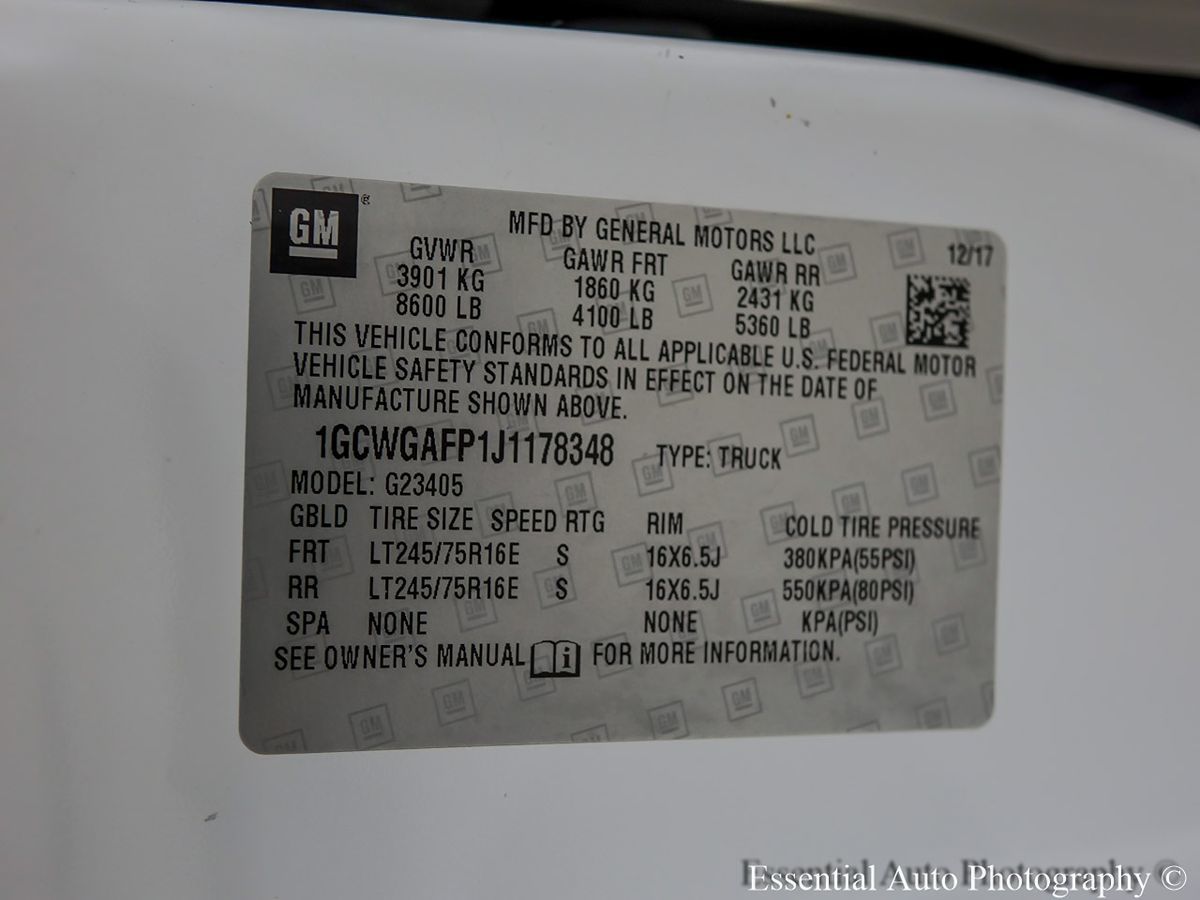 GM®
MFD BY GENERAL MOTORS LLC
12/17
GVWR GAWR FRT GAWR RR
3901 KG 1860 KG 2431 KG
8600 LB 4100 LB 5360 LB
THIS VEHICLE CONFORMS TO ALL APPLICABLE U.S. FEDERAL MOTOR
VEHICLE SAFETY STANDARDS IN EFFECT ON THE DATE OF
MANUFACTURE SHOWN ABOVE.
1GCWGAFP1J1178348 TYPE: TRUCK
MODEL: G23405
GBLD TIRE SIZE SPEED RTG RIM COLD TIRE PRESSURE
FRT LT245/75R16E S 16X6.5J 380KPA(55PSI)
RR LT245/75R16E S 16X6.5J 550KPA(80PSI)
SPA NONE NONE KPA(PSI)
SEE OWNER'S MANUAL FOR MORE INFORMATION.
Essential Auto Photography ©